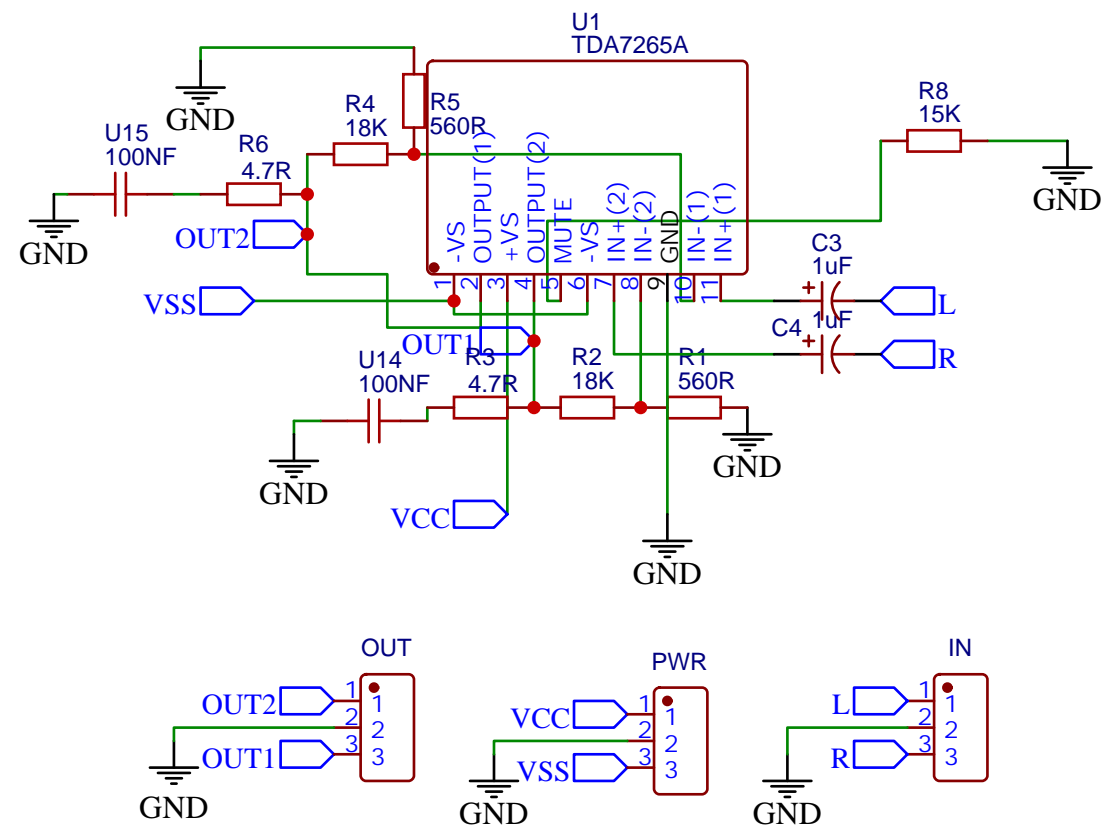 U1
TDA7265A
GND
R4
18K
R5
560R
R8
15K
GND
U15
100NF
R6
4.7R
GND
OUT2
-VS
OUTPUT(1)
+VS
OUTPUT(2)
MUTE
-VS
IN+(2)
IN-(2)
GND
IN-(1)
IN+(1)
1
2
3
4
5
6
7
8
9
10
11
C3
1uF
L
VSS
OUT1
C4
1uF
R
U14
100NF
R3
4.7R
R2
18K
R1
560R
GND
GND
VCC
GND
OUT
OUT2
1
1
2
2
OUT1
3
3
GND
PWR
VCC
1
1
2
2
VSS
3
3
GND
IN
L
1
1
2
2
R
3
3
GND